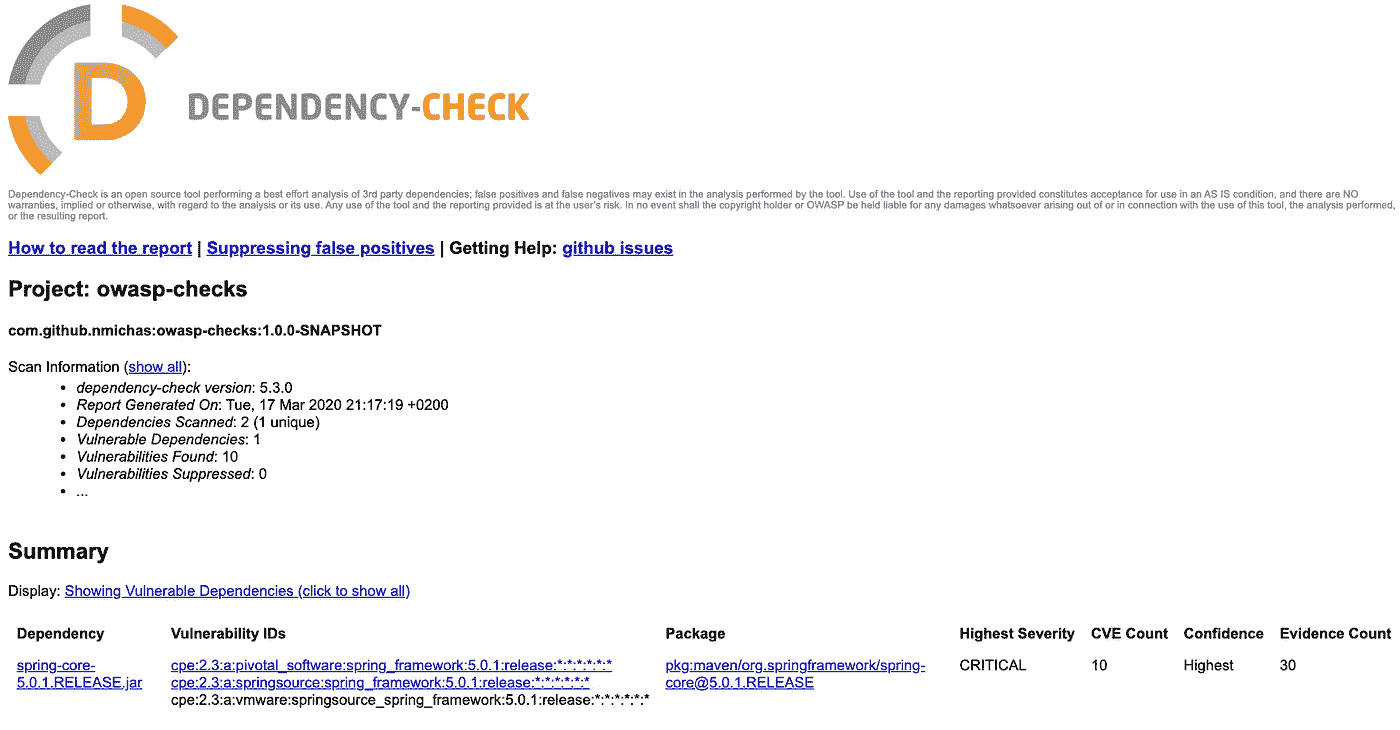 D
DEPENDENCY-CHECK
Dependency-Check is an open source tool performing a best effort analysis of 3rd party dependencies; false positives and false negatives may exist in the analysis performed by the tool. Use of the tool and the reporting provided constitutes acceptance for use in an AS IS condition, and there are NO
warranties, implied or otherwise, with regard to the analysis or its use. Any use of the tool and the reporting provided is at the user's risk. In no event shall the copyright holder or OWASP be held liable for any damages whatsoever arising out of or in connection with the use of this tool, the analysis performed,
or the resulting report.
How to read the report | Suppressing false positives | Getting Help: github issues
Project: owasp-checks
com.github.nmichas:owasp-checks:1.0.0-SNAPSHOT
Scan Information (show all):
• dependency-check version: 5.3.0
• Report Generated On: Tue, 17 Mar 2020 21:17:19 +0200
• Dependencies Scanned: 2 (1 unique)
• Vulnerable Dependencies: 1
• Vulnerabilities Found: 10
• Vulnerabilities Suppressed: 0
• ...
Summary
Display: Showing Vulnerable Dependencies (click to show all)
Dependency Vulnerability IDs Package Highest Severity CVE Count Confidence Evidence Count
spring-core- cpe:2.3:a:pivotal_software:spring_framework:5.0.1:release:*:*:*:*:*:* pkg:maven/org.springframework/spring- CRITICAL 10 Highest 30
5.0.1.RELEASE.jar cpe:2.3:a:springsource:spring_framework:5.0.1:release:*:*:*:*:*:* core@5.0.1.RELEASE
cpe:2.3:a:vmware:springsource_spring_framework:5.0.1:release:*:*:*:*:*:*